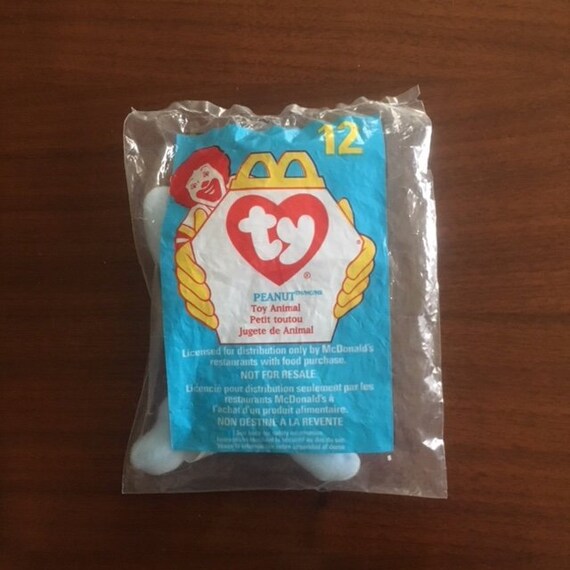 12
ty
®
PEANUT
Toy Animal
Petit toutou
Jugete de Animal
Licensed for distribution only by McDonald's
restaurants with food purchase.
NOT FOR RESALE
Licencié pour distribution seulement par les
restaurants McDonald's à
l'achat d'un produit alimentaire.
NON DESTINÉ A LA REVENTE